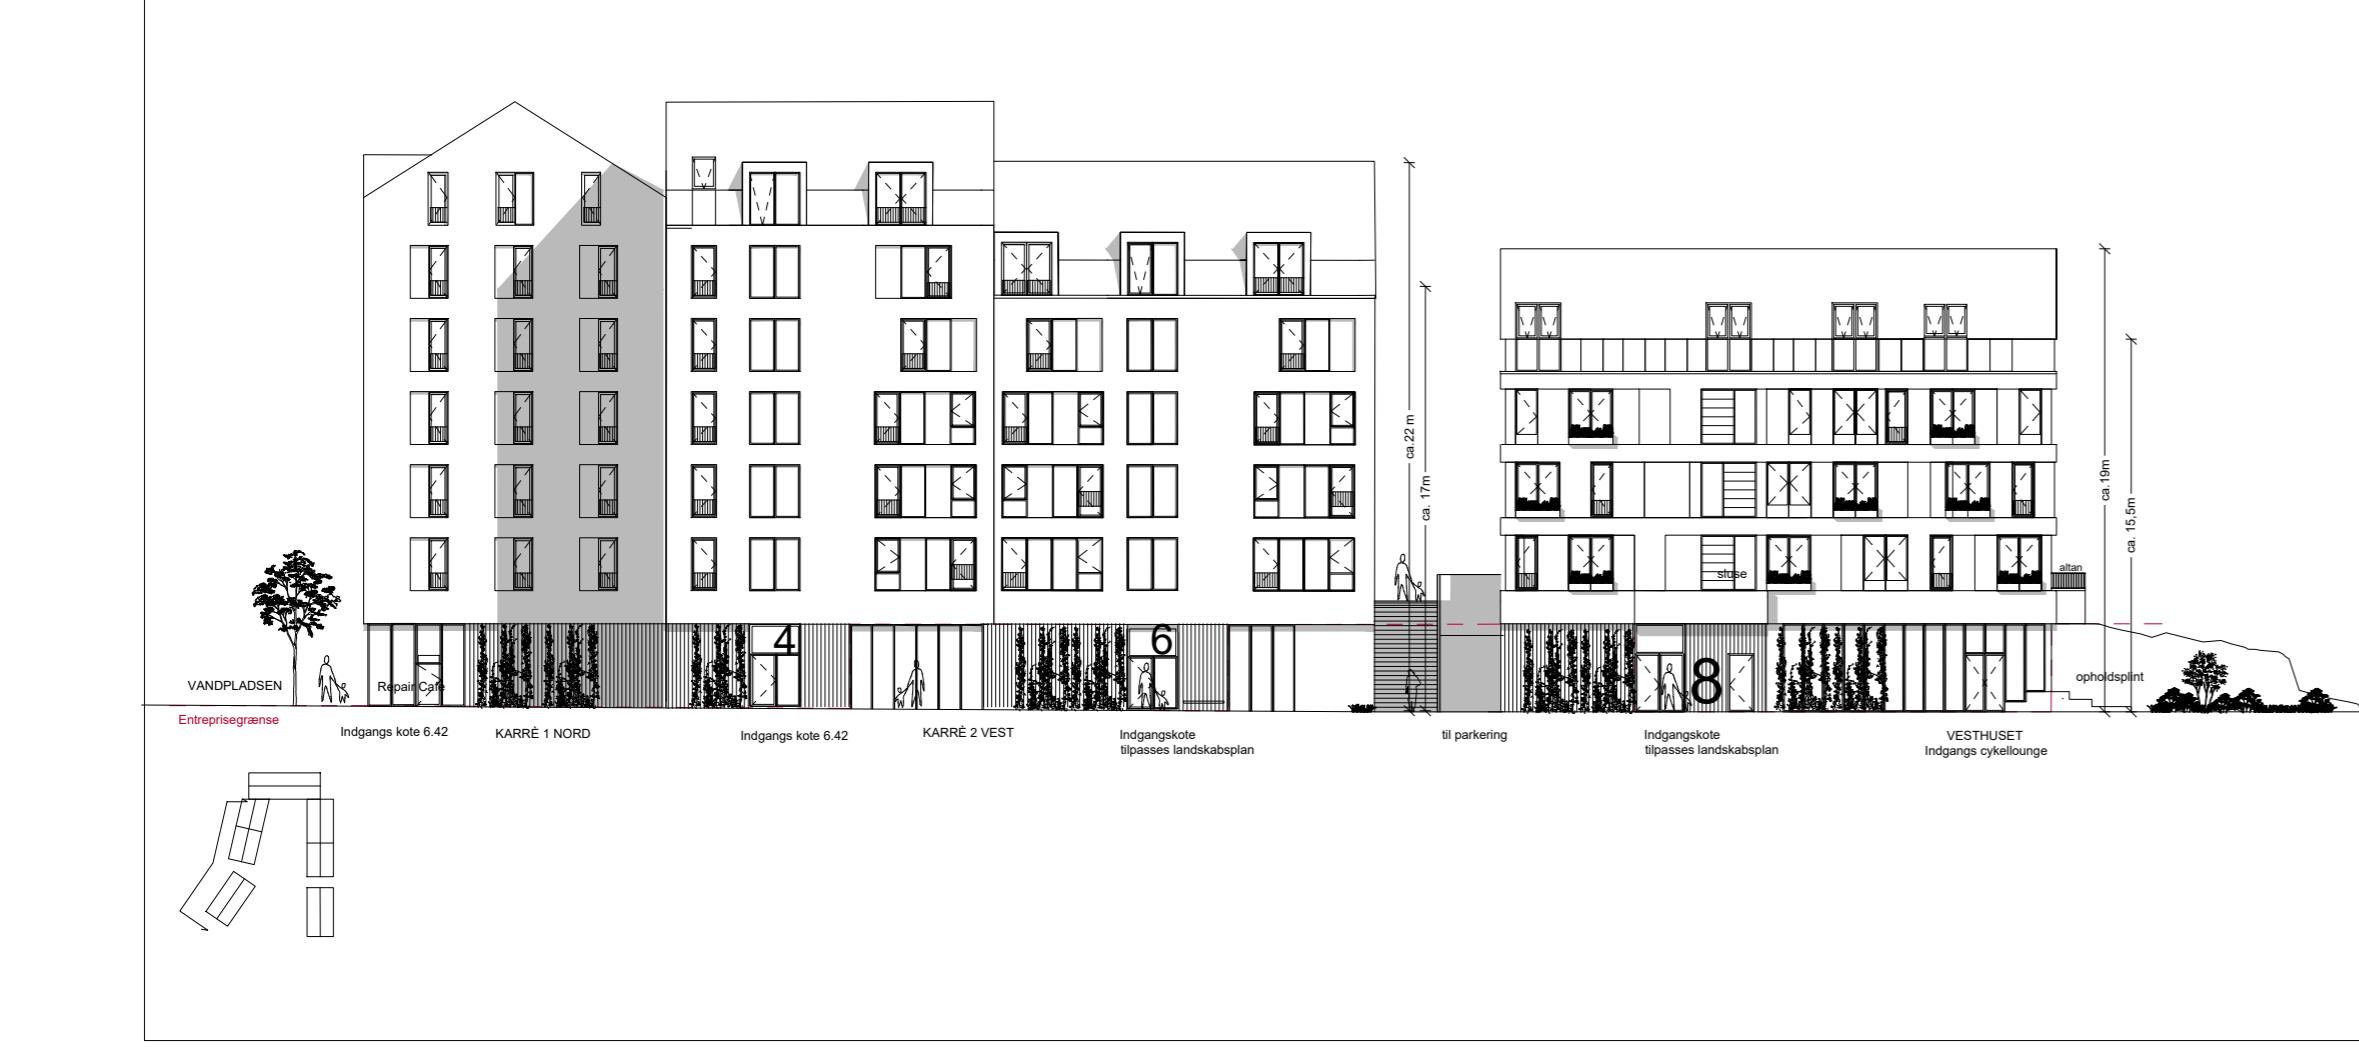 ca.22 m
ca. 17m
ca.19m
ca. 15,5m
sluse
altan
4
6
8
VANDPLADSEN
Repair Café
opholdsplint
Entreprisegrænse
Indgangs kote 6.42
KARRÈ 1 NORD
Indgangs kote 6.42
KARRÈ 2 VEST
Indgangskote
tilpasses landskabsplan
til parkering
Indgangskote
tilpasses landskabsplan
VESTHUSET
Indgangs cykellounge